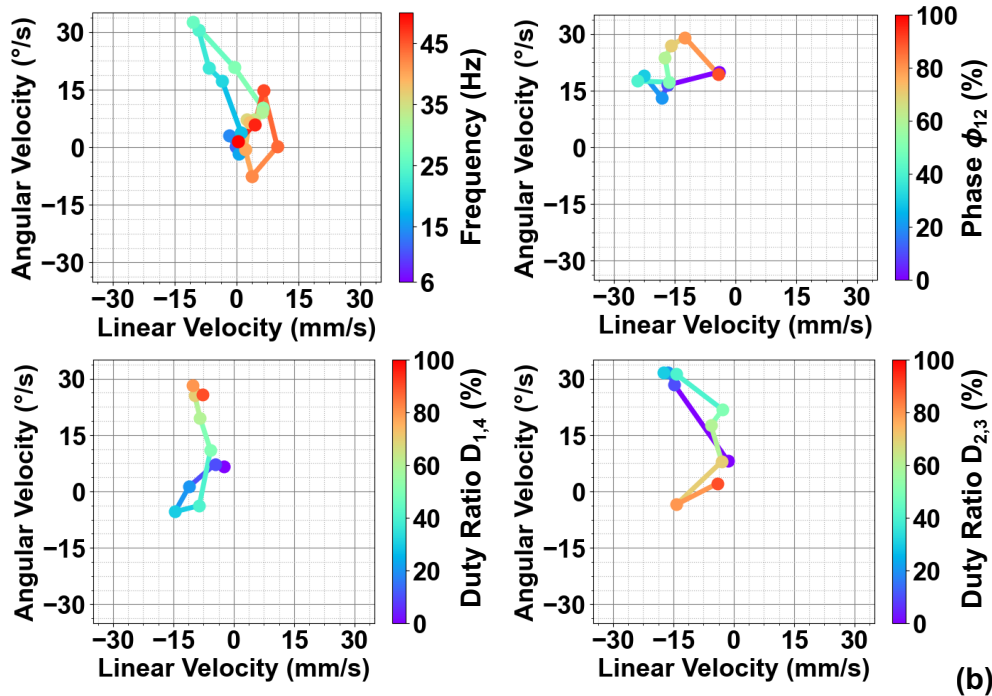 30
15
0
−15
−30
Angular Velocity (°/s)
−30 −15 0 15 30
Linear Velocity (mm/s)
45
35
25
15
6
Frequency (Hz)
30
15
0
−15
−30
Angular Velocity (°/s)
−30 −15 0 15 30
Linear Velocity (mm/s)
100
80
60
40
20
0
Phase ϕ12 (%)
30
15
0
−15
−30
Angular Velocity (°/s)
−30 −15 0 15 30
Linear Velocity (mm/s)
100
80
60
40
20
0
Duty Ratio D1,4 (%)
30
15
0
−15
−30
Angular Velocity (°/s)
−30 −15 0 15 30
Linear Velocity (mm/s)
100
80
60
40
20
0
Duty Ratio D2,3 (%)
(b)